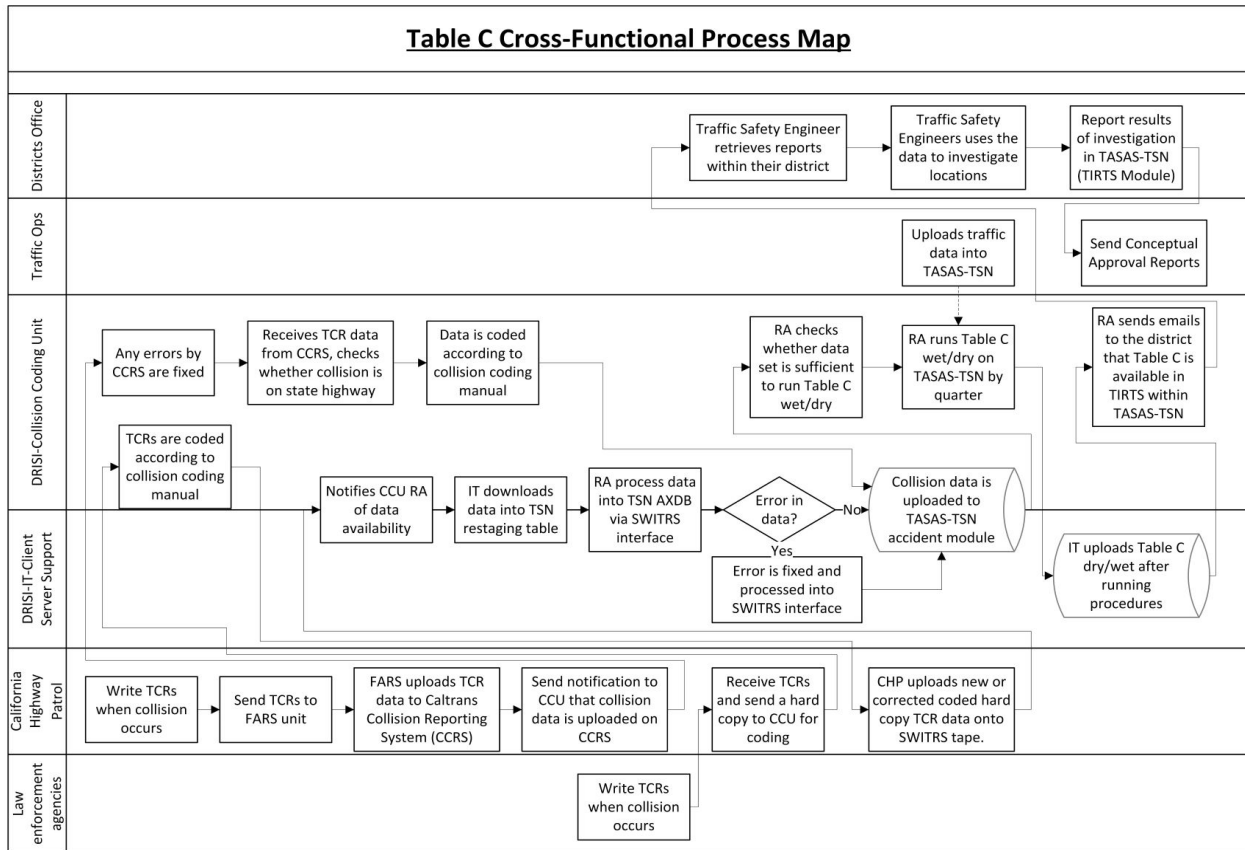 Table C Cross-Functional Process Map
Districts Office
Traffic Safety Engineer
retrieves reports
within their district
Traffic Safety
Engineers uses the
data to investigate
locations
Report results
of investigation
in TASAS-TSN
(TIRTS Module)
Traffic Ops
Uploads traffic
data into
TASAS-TSN
Send Conceptual
Approval Reports
DRISI-Collision Coding Unit
Any errors by
CCRS are fixed
Receives TCR data
from CCRS, checks
whether collision is
on state highway
Data is coded
according to
collision coding
manual
RA checks
whether data
set is sufficient
to run Table C
wet/dry
RA runs Table C
wet/dry on
TASAS-TSN by
quarter
RA sends emails
to the district
that Table C is
available in
TIRTS within
TASAS-TSN
TCRs are coded
according to
collision coding
manual
Notifies CCU RA
of data
availability
IT downloads
data into TSN
restaging table
RA process data
into TSN AXDB
via SWITRS
interface
Error in
data?
No
Yes
Collision data is
uploaded to
TASAS-TSN
accident module
DRISI-IT-Client
Server Support
Error is fixed and
processed into
SWITRS interface
IT uploads Table C
dry/wet after
running
procedures
California
Highway
Patrol
Write TCRs
when collision
occurs
Send TCRs to
FARS unit
FARS uploads TCR
data to Caltrans
Collision Reporting
System (CCRS)
Send notification to
CCU that collision
data is uploaded on
CCRS
Receive TCRs
and send a hard
copy to CCU for
coding
CHP uploads new or
corrected coded hard
copy TCR data onto
SWITRS tape.
Law
enforcement
agencies
Write TCRs
when collision
occurs